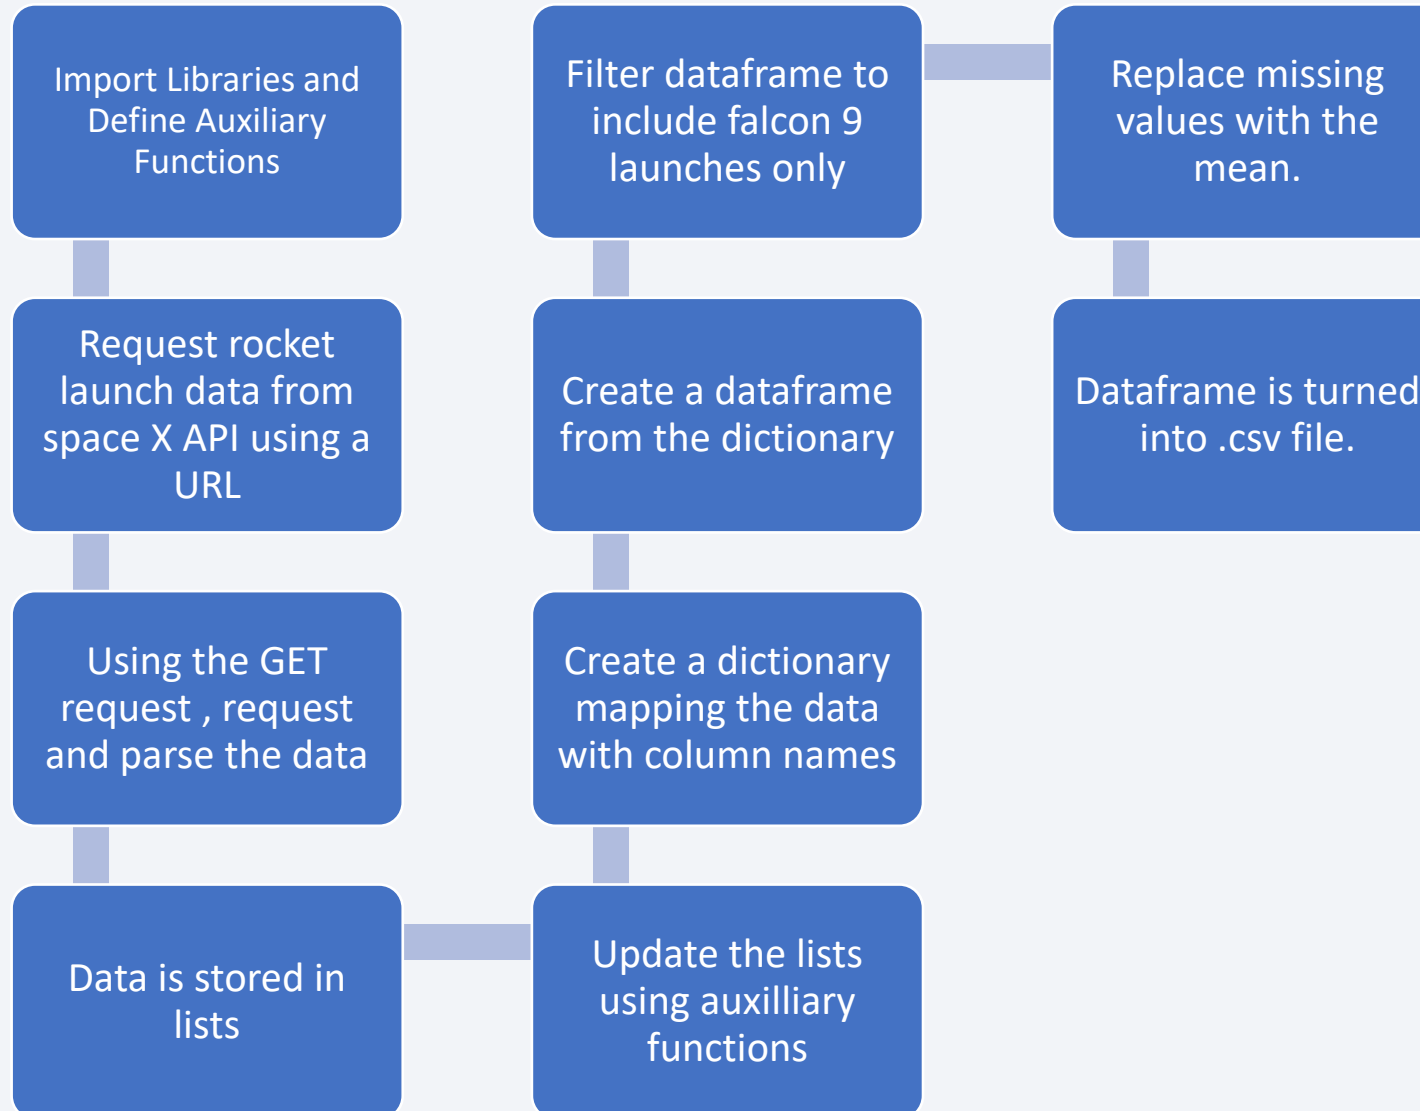 Import Libraries and
Define Auxiliary
Functions
Request rocket
launch data from
space X API using a
URL
Using the GET
request , request
and parse the data
Data is stored in
lists
Update the lists
using auxilliary
functions
Create a dictionary
mapping the data
with column names
Create a dataframe
from the dictionary
Filter dataframe to
include falcon 9
launches only
Replace missing
values with the
mean.
Dataframe is turned
into .csv file.